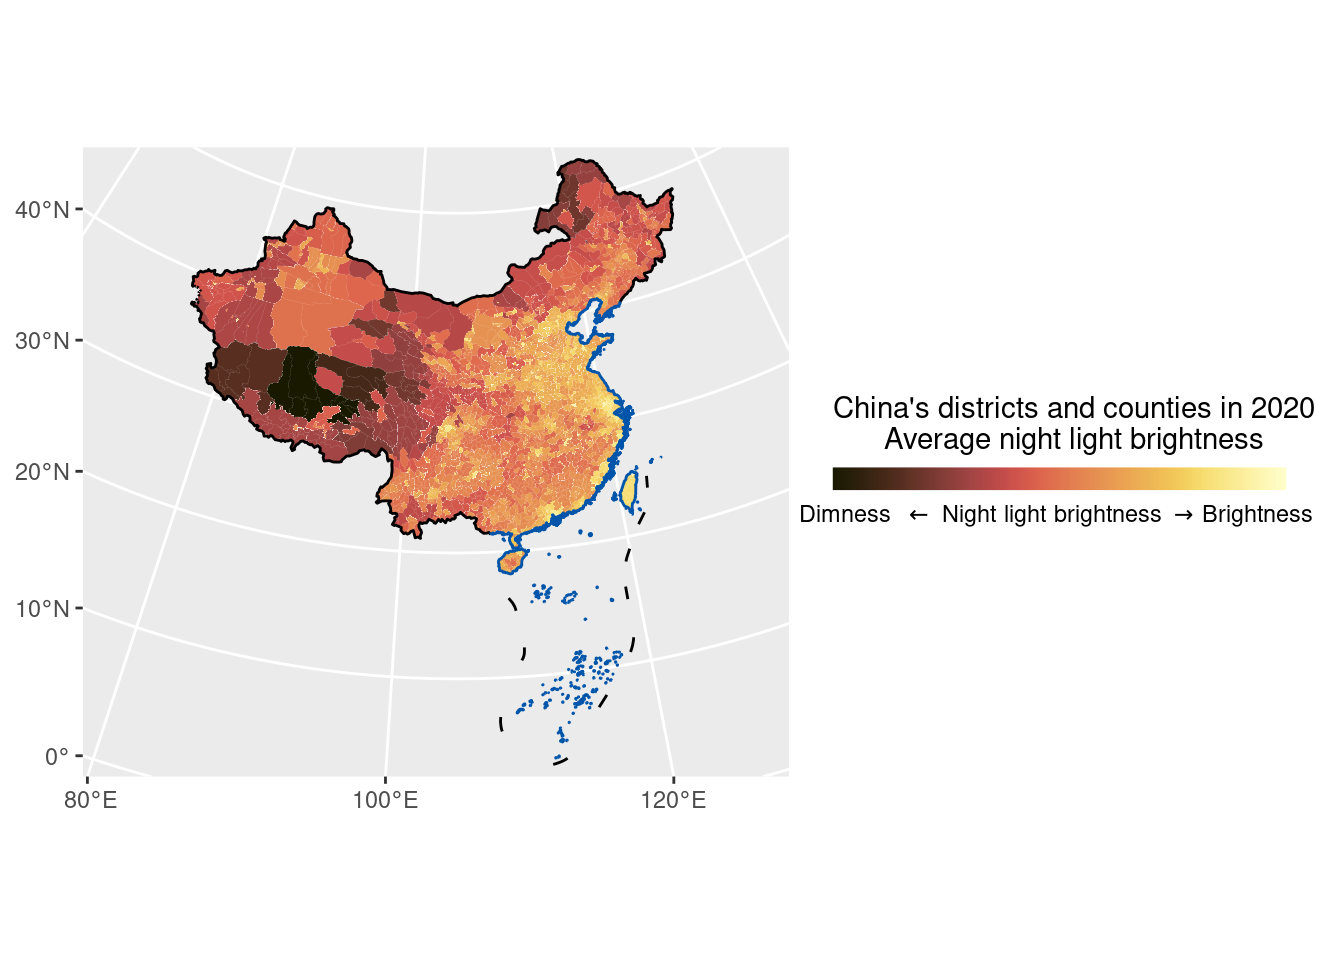 40°N
30°N
20°N
10°N
0°
80°E
100°E
120°E
China's districts and counties in 2020
Average night light brightness
Dimness ← Night light brightness → Brightness